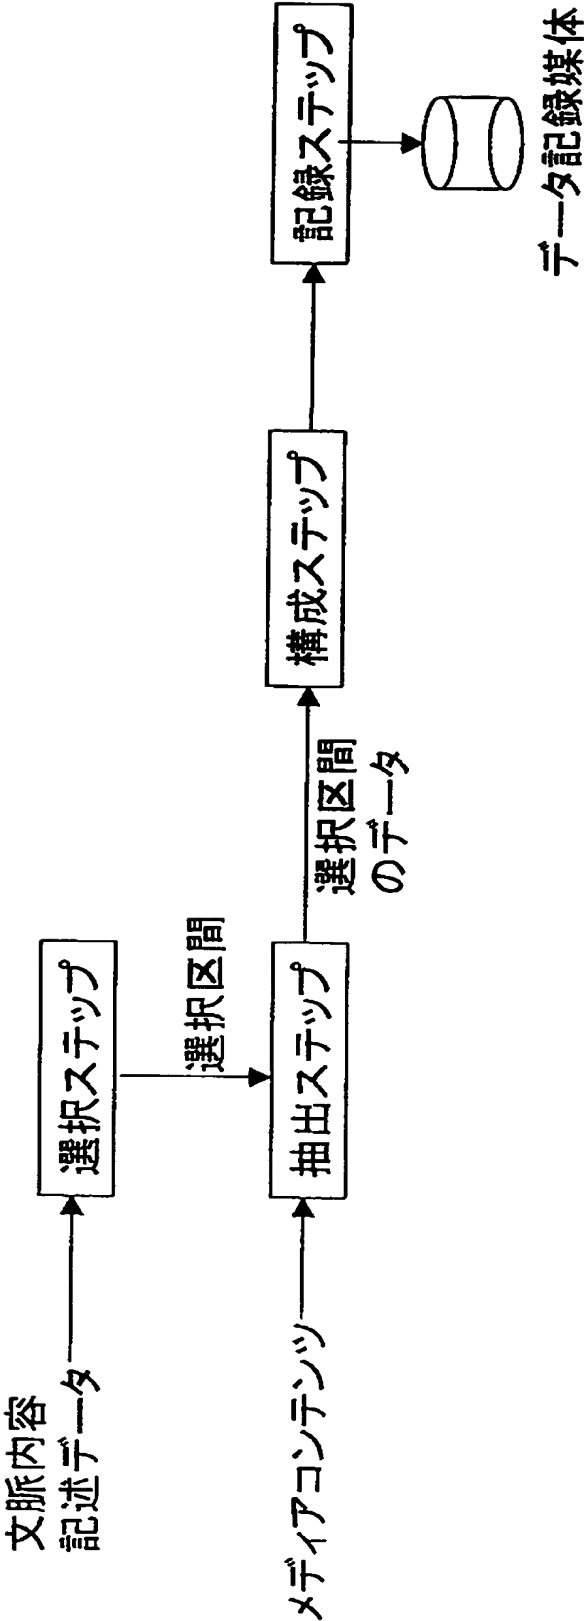 文脈内容
記述データ
選択ステップ
選択区間
メディアコンテンツ
抽出ステップ
選択区間
のデータ
構成ステップ
記録ステップ
データ記録媒体